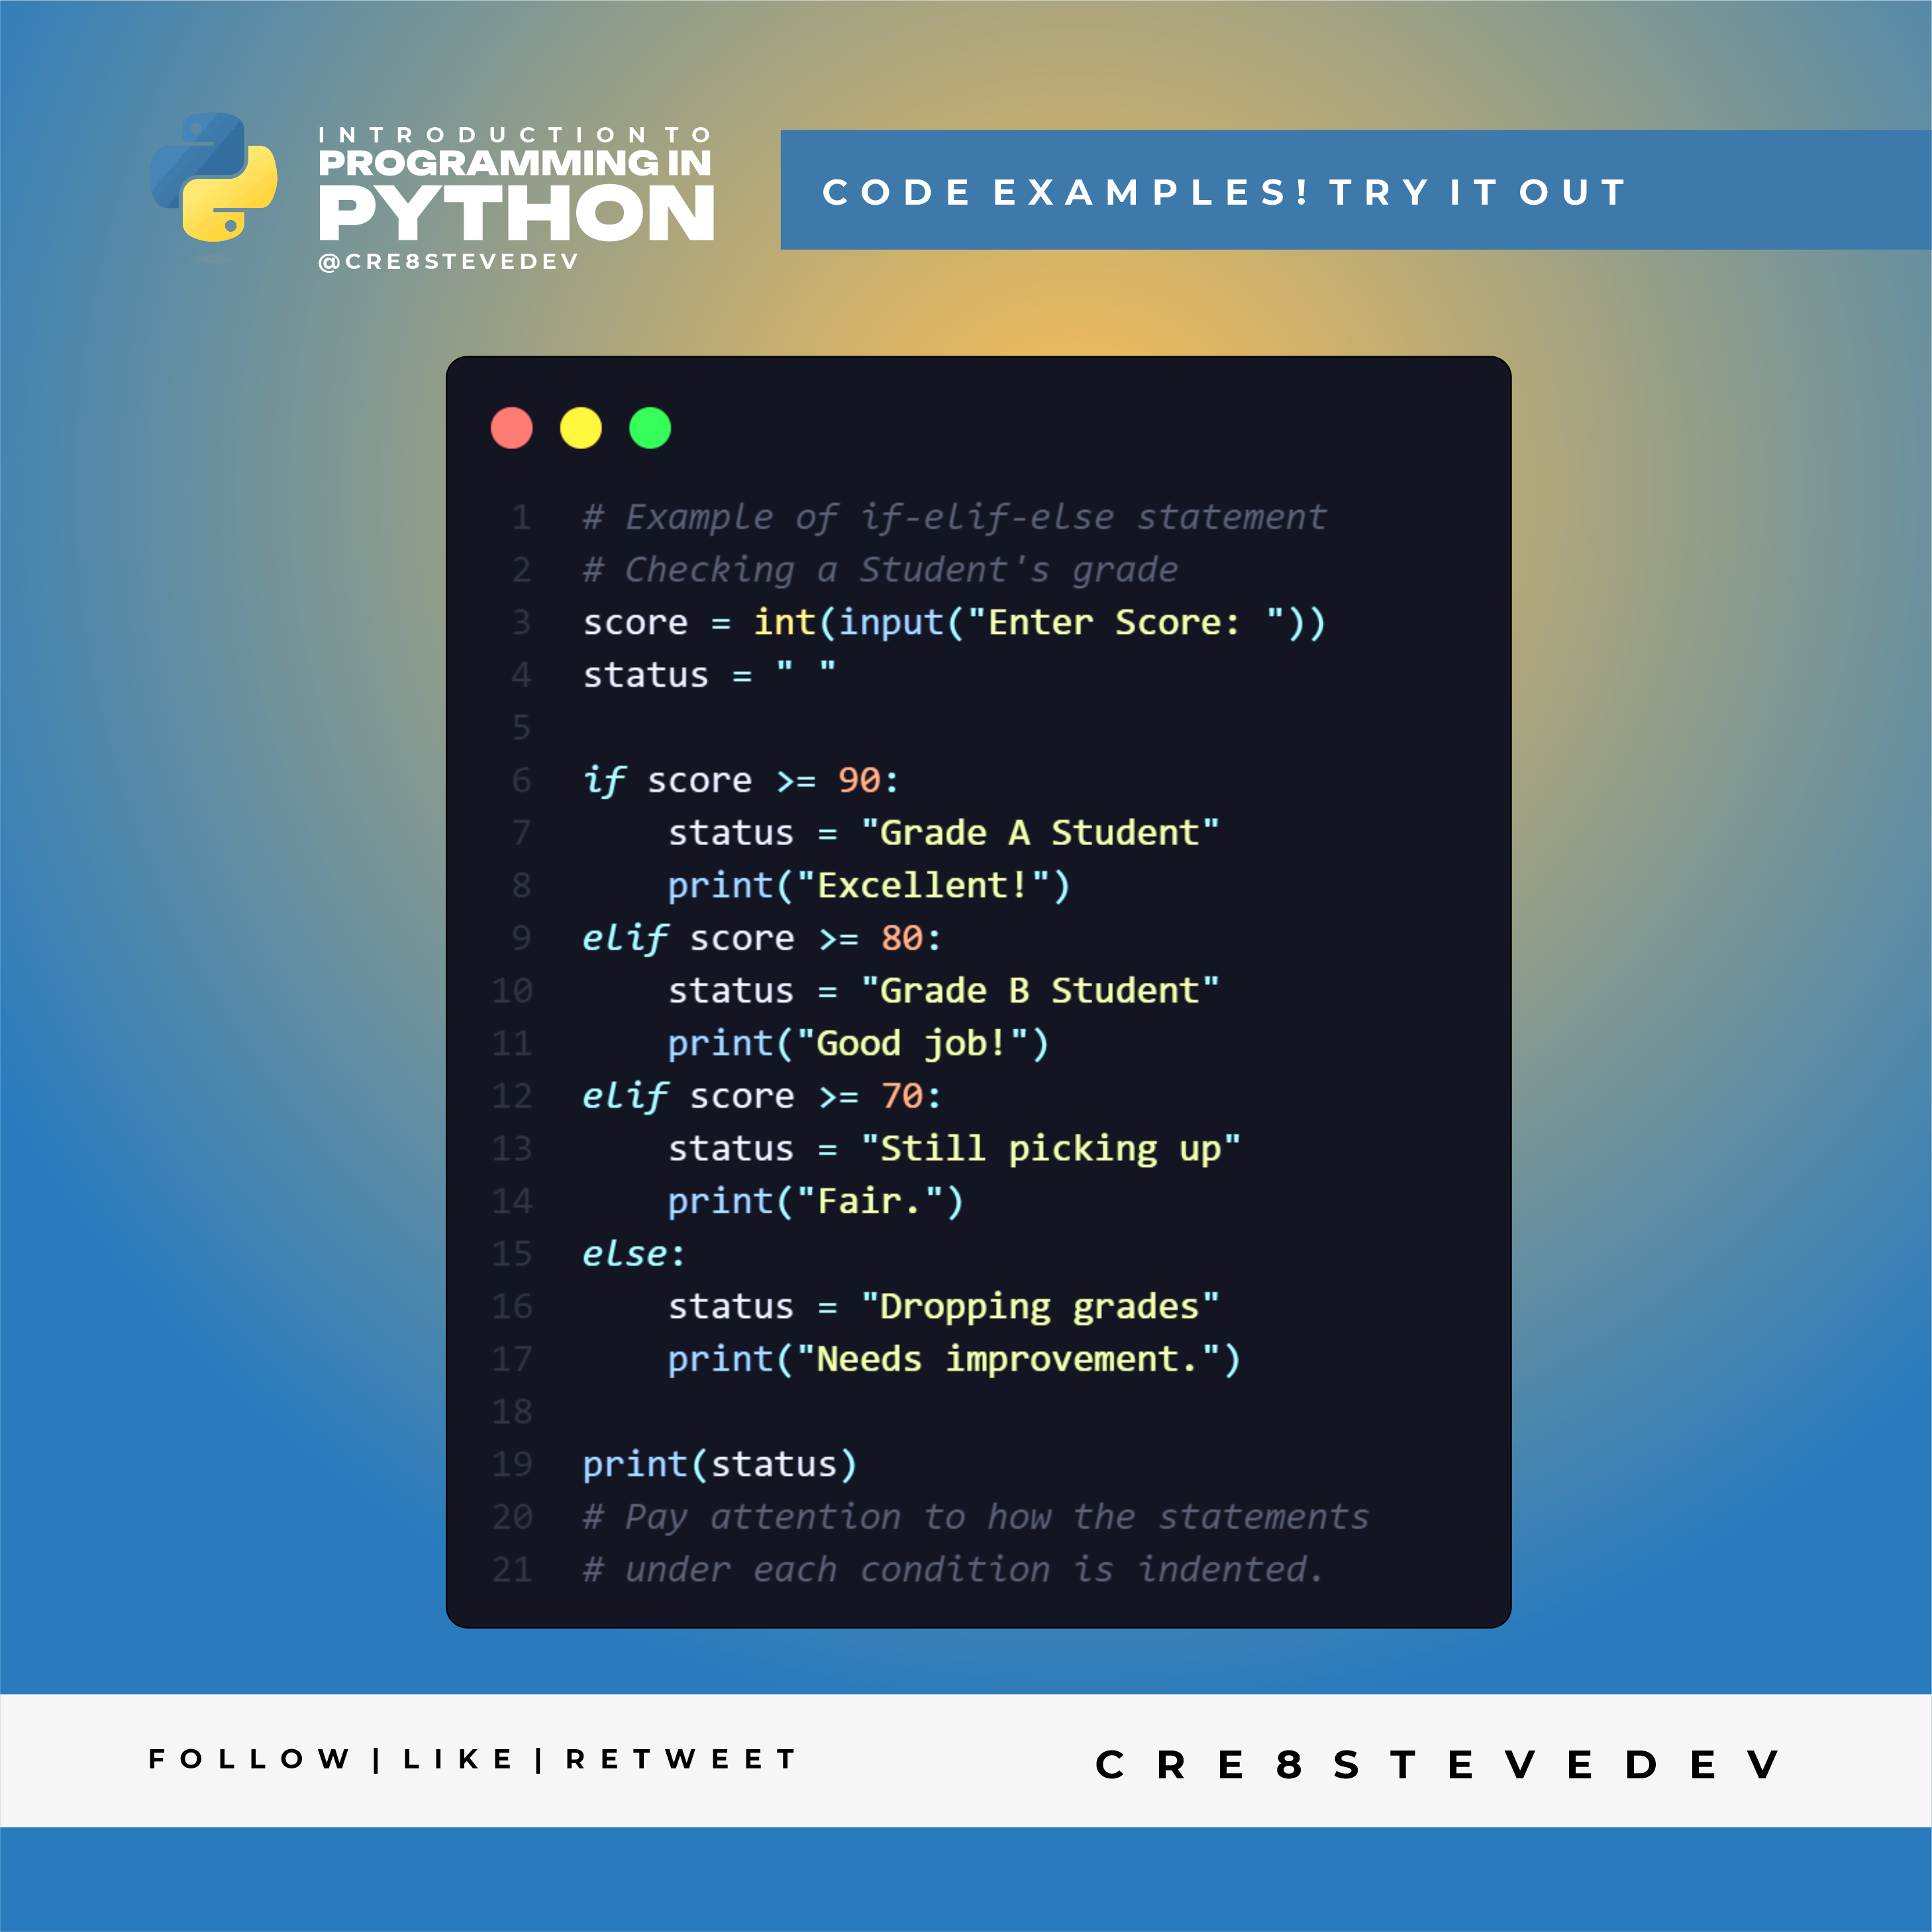 INTRODUCTION TO
PROGRAMMING IN
PYTHON
@CRE8STEVEDEV
CODE EXAMPLES! TRY IT OUT
1 # Example of if-elif-else statement
2 # Checking a Student's grade
3 score = int(input("Enter Score: "))
4 status = " "
5
6 if score >= 90:
7     status = "Grade A Student"
8     print("Excellent!")
9 elif score >= 80:
10     status = "Grade B Student"
11     print("Good job!")
12 elif score >= 70:
13     status = "Still picking up"
14     print("Fair.")
15 else:
16     status = "Dropping grades"
17     print("Needs improvement.")
18
19 print(status)
20 # Pay attention to how the statements
21 # under each condition is indented.
FOLLOW | LIKE | RETWEET
CRE8STEVEDEV